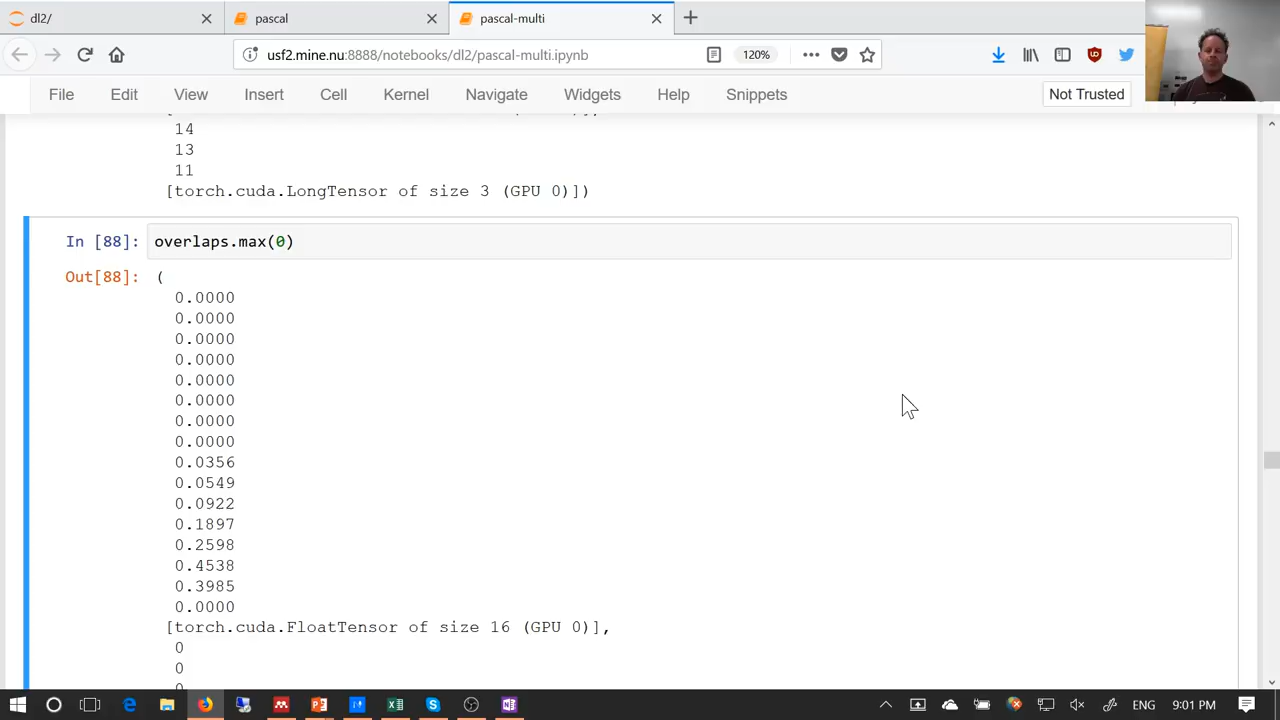 dl2/
pascal
pascal-multi
usf2.mine.nu:8888/notebooks/dl2/pascal-multi.ipynb
120%
File Edit View Insert Cell Kernel Navigate Widgets Help Snippets
Not Trusted
14
13
11
[torch.cuda.LongTensor of size 3 (GPU 0)])
In [88]: overlaps.max(0)
Out[88]: (
0.0000
0.0000
0.0000
0.0000
0.0000
0.0000
0.0000
0.0000
0.0356
0.0549
0.0922
0.1897
0.2598
0.4538
0.3985
0.0000
[torch.cuda.FloatTensor of size 16 (GPU 0)],
0
0
0
ENG 9:01 PM